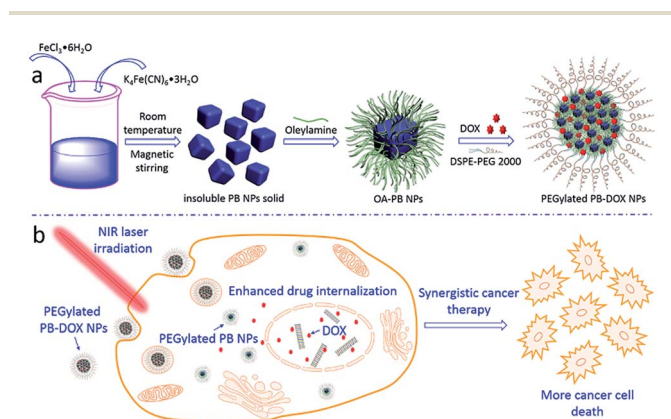 FeCl₃•6H₂O
a
K₄Fe(CN)₆•3H₂O
Room
temperature
Magnetic
stirring
insoluble PB NPs solid
Oleylamine
OA-PB NPs
DOX
DSPE-PEG 2000
PEGylated PB-DOX NPs
b
NIR laser
irradiation
PEGylated
PB-DOX NPs
Enhanced drug internalization
PEGylated PB NPs
DOX
Synergistic cancer
therapy
More cancer cell
death